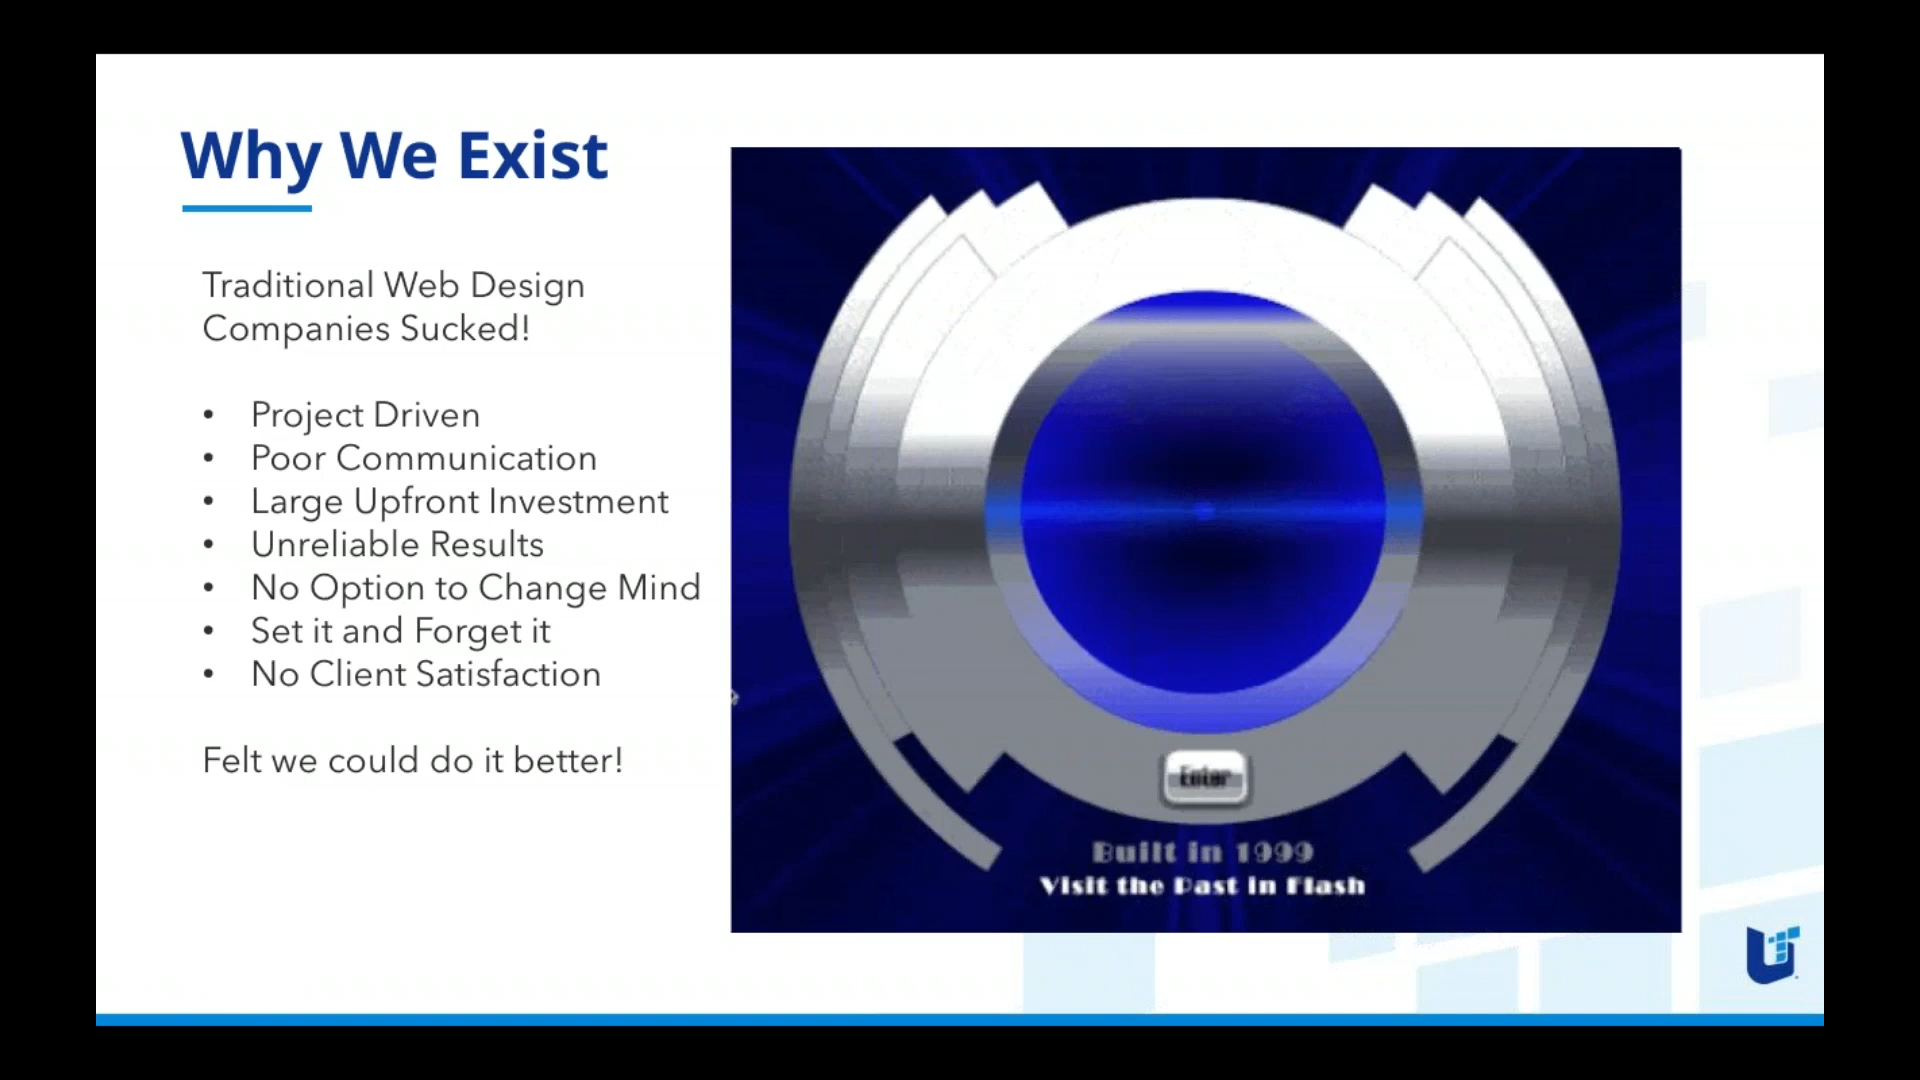 Why We Exist
Traditional Web Design
Companies Sucked!
• Project Driven
• Poor Communication
• Large Upfront Investment
• Unreliable Results
• No Option to Change Mind
• Set it and Forget it
• No Client Satisfaction
Felt we could do it better!
Enter
Built in 1999
Visit the Past in Flash